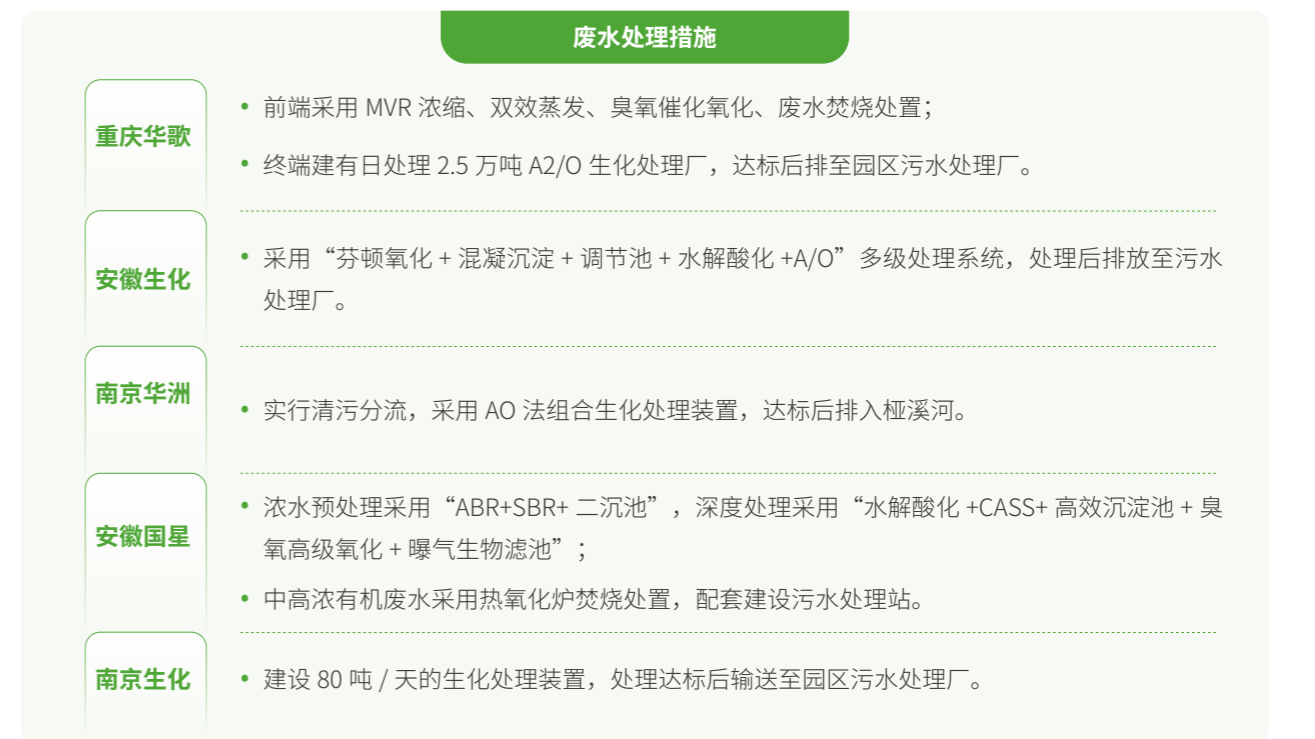 废水处理措施
重庆华歌
• 前端采用 MVR 浓缩、双效蒸发、臭氧催化氧化、废水焚烧处置；
• 终端建有日处理 2.5 万吨 A2/O 生化处理厂，达标后排至园区污水处理厂。
安徽生化
• 采用“芬顿氧化 + 混凝沉淀 + 调节池 + 水解酸化 +A/O”多级处理系统，处理后排放至污水
处理厂。
南京华洲
• 实行清污分流，采用 AO 法组合生化处理装置，达标后排入桠溪河。
安徽国星
• 浓水预处理采用“ABR+SBR+ 二沉池”，深度处理采用“水解酸化 +CASS+ 高效沉淀池 + 臭
氧高级氧化 + 曝气生物滤池”；
• 中高浓有机废水采用热氧化炉焚烧处置，配套建设污水处理站。
南京生化
• 建设 80 吨 / 天的生化处理装置，处理达标后输送至园区污水处理厂。